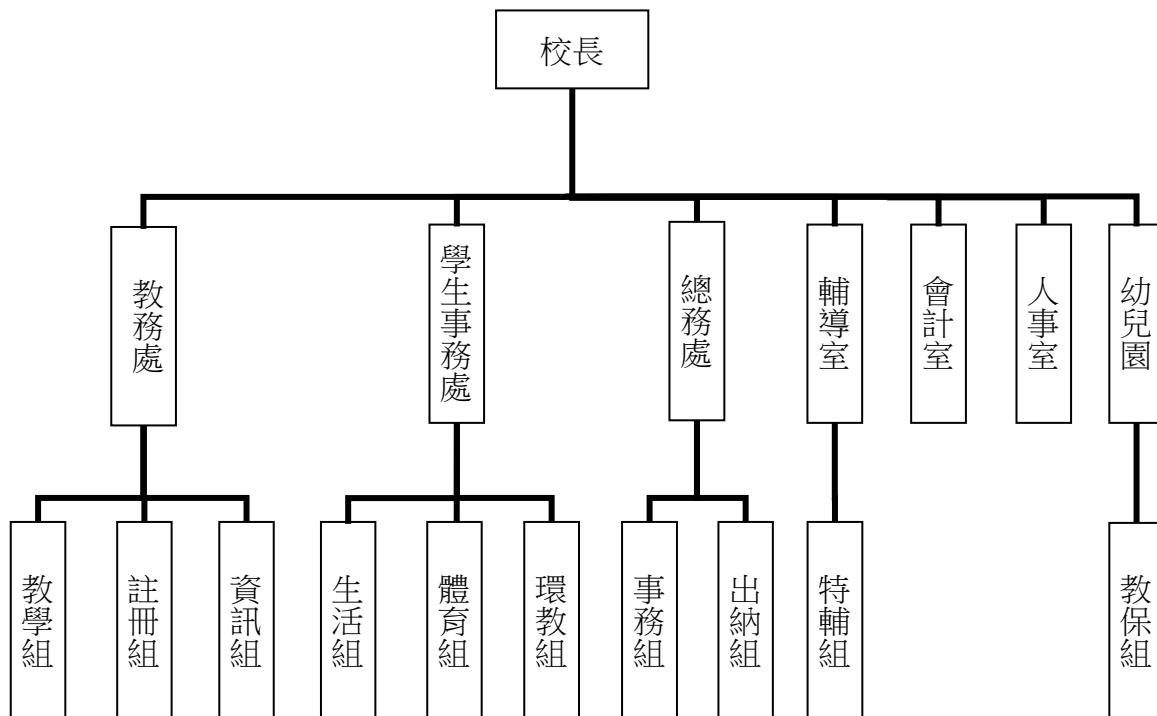 校長
教務處
學生事務處
總務處
輔導室
會計室
人事室
幼兒園
教學組
註冊組
資訊組
生活組
體育組
環教組
事務組
出納組
特輔組
教保組